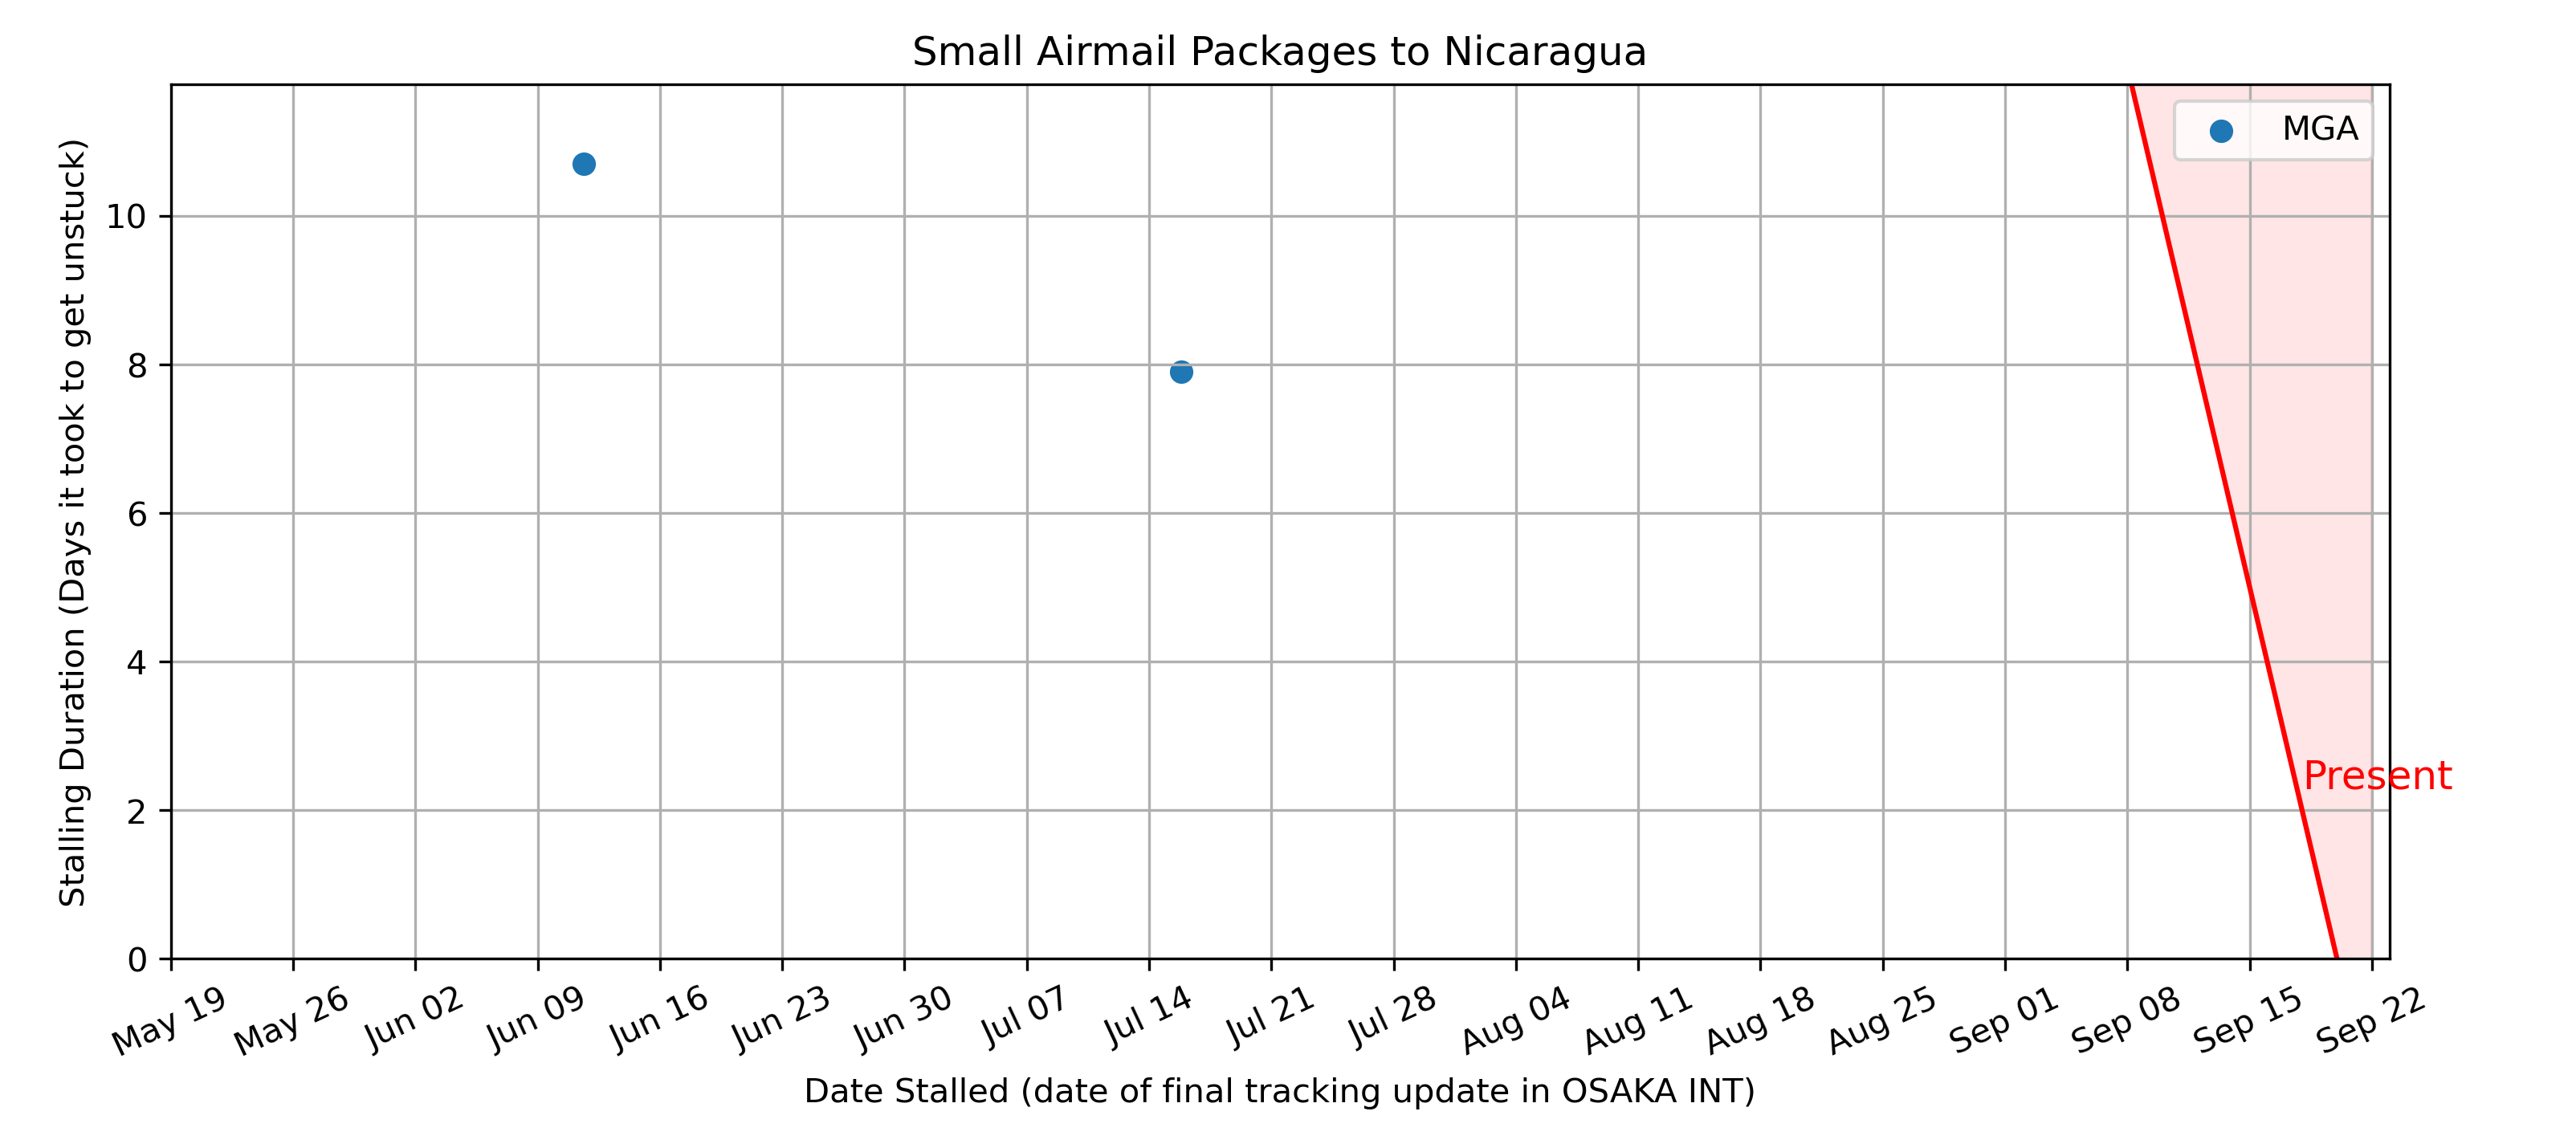 Small Airmail Packages to Nicaragua
MGA
Stalling Duration (Days it took to get unstuck)
10
8
6
4
2
0
Present
May 19
May 26
Jun 02
Jun 09
Jun 16
Jun 23
Jun 30
Jul 07
Jul 14
Jul 21
Jul 28
Aug 04
Aug 11
Aug 18
Aug 25
Sep 01
Sep 08
Sep 15
Sep 22
Date Stalled (date of final tracking update in OSAKA INT)